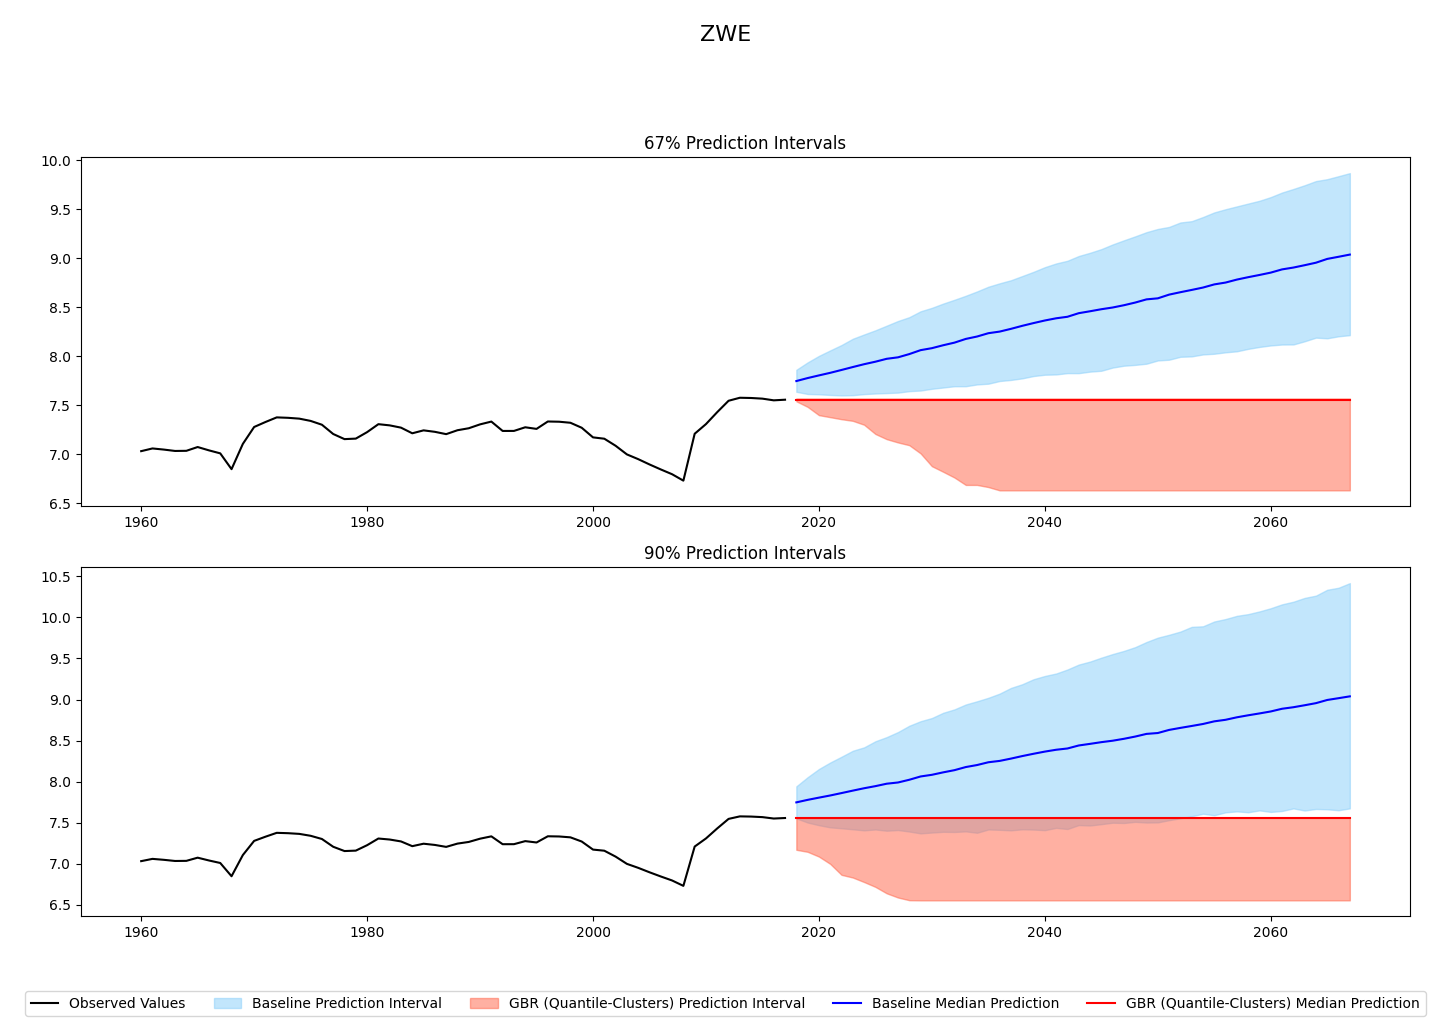 ZWE
67% Prediction Intervals
10.0
9.5
9.0
8.5
8.0
7.5
7.0
6.5
1960 1980 2000 2020 2040 2060
90% Prediction Intervals
10.5
10.0
9.5
9.0
8.5
8.0
7.5
7.0
6.5
1960 1980 2000 2020 2040 2060
Observed Values Baseline Prediction Interval GBR (Quantile-Clusters) Prediction Interval Baseline Median Prediction GBR (Quantile-Clusters) Median Prediction